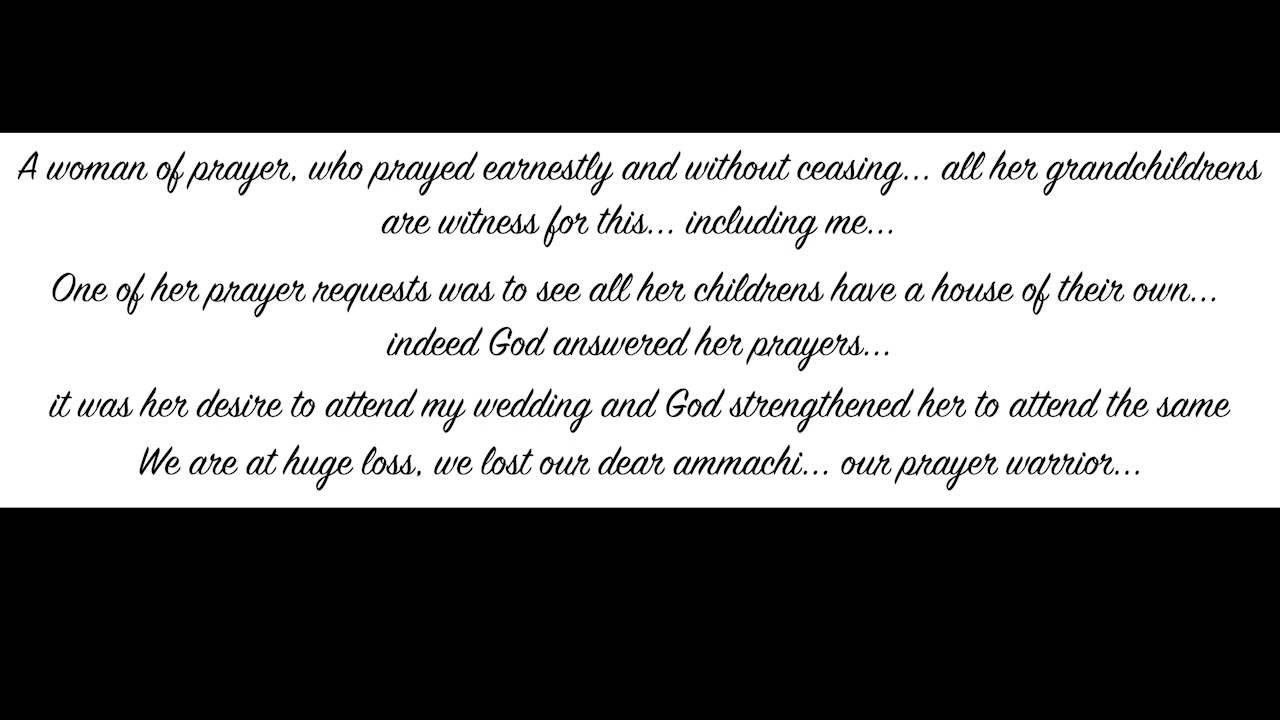 A woman of prayer, who prayed earnestly and without ceasing... all her grandchildrens
are witness for this... including me...
One of her prayer requests was to see all her childrens have a house of their own...
indeed God answered her prayers...
it was her desire to attend my wedding and God strengthened her to attend the same
We are at huge loss, we lost our dear ammachi... our prayer warrior...